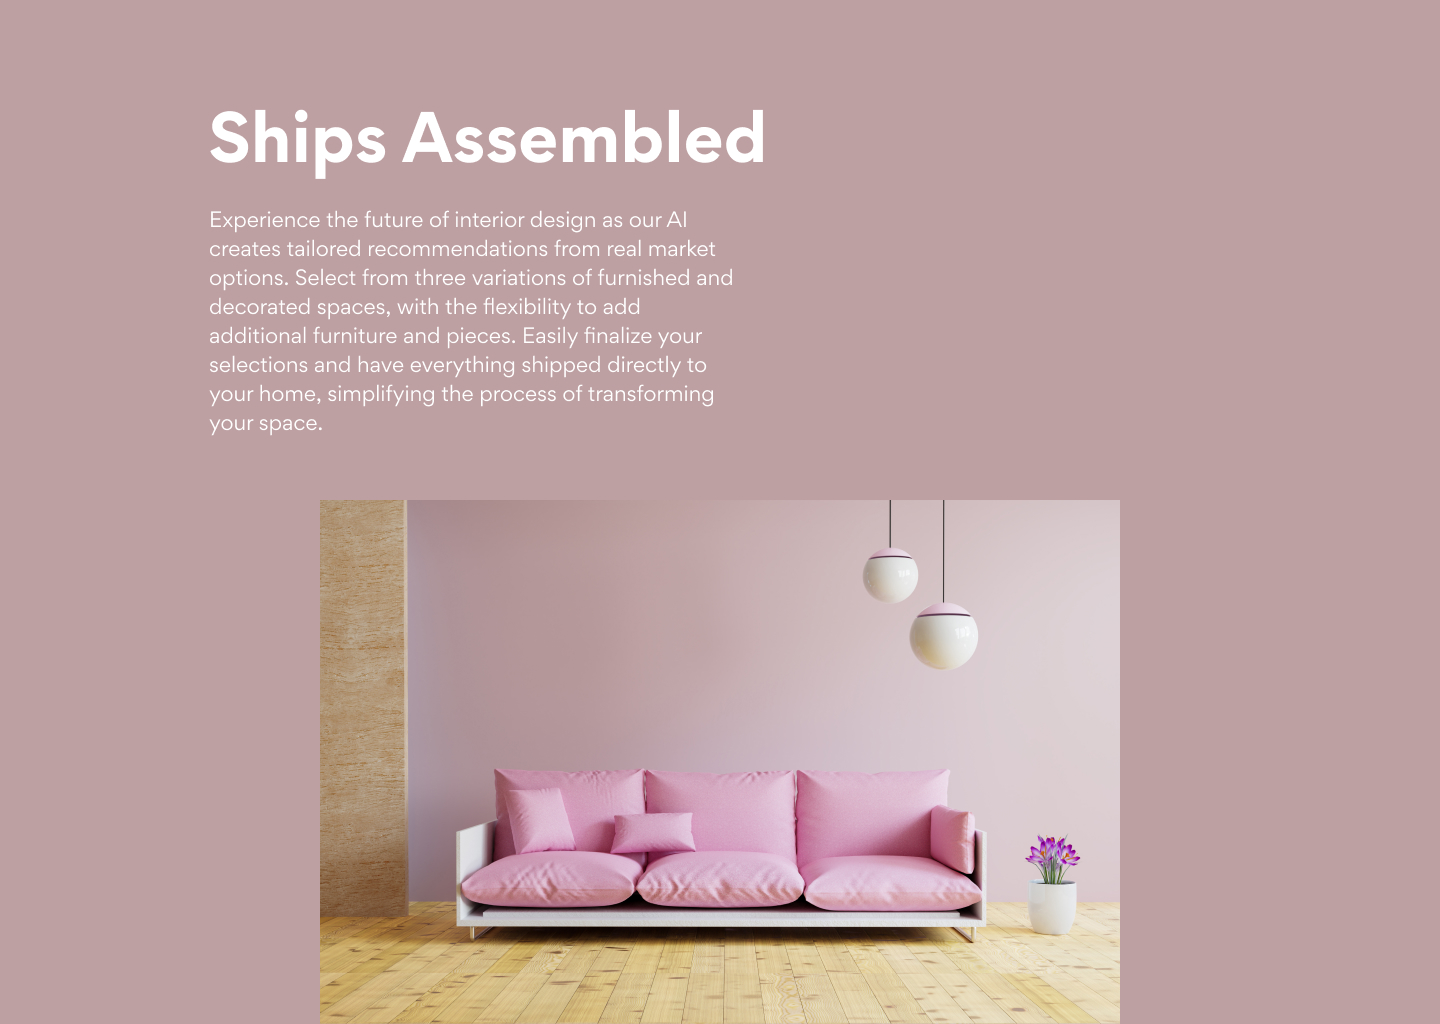 Ships Assembled
Experience the future of interior design as our AI
creates tailored recommendations from real market
options. Select from three variations of furnished and
decorated spaces, with the flexibility to add
additional furniture and pieces. Easily finalize your
selections and have everything shipped directly to
your home, simplifying the process of transforming
your space.